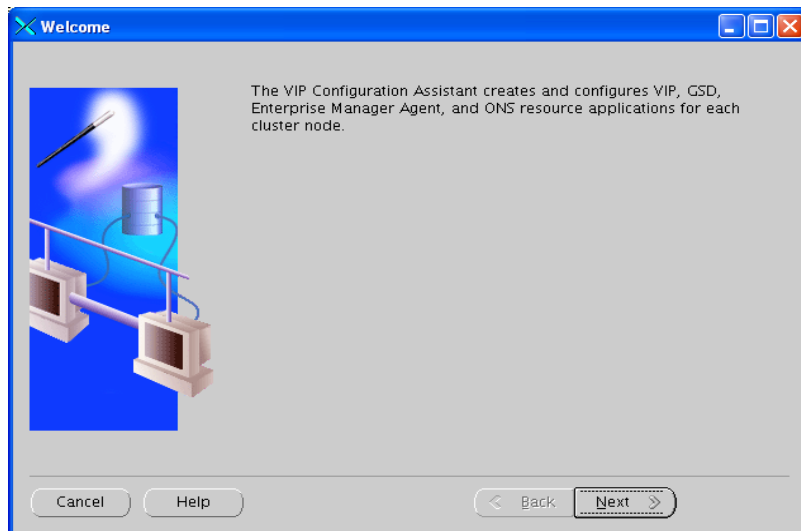 Welcome
The VIP Configuration Assistant creates and configures VIP, GSD,
Enterprise Manager Agent, and ONS resource applications for each
cluster node.
Cancel
Help
Back
Next